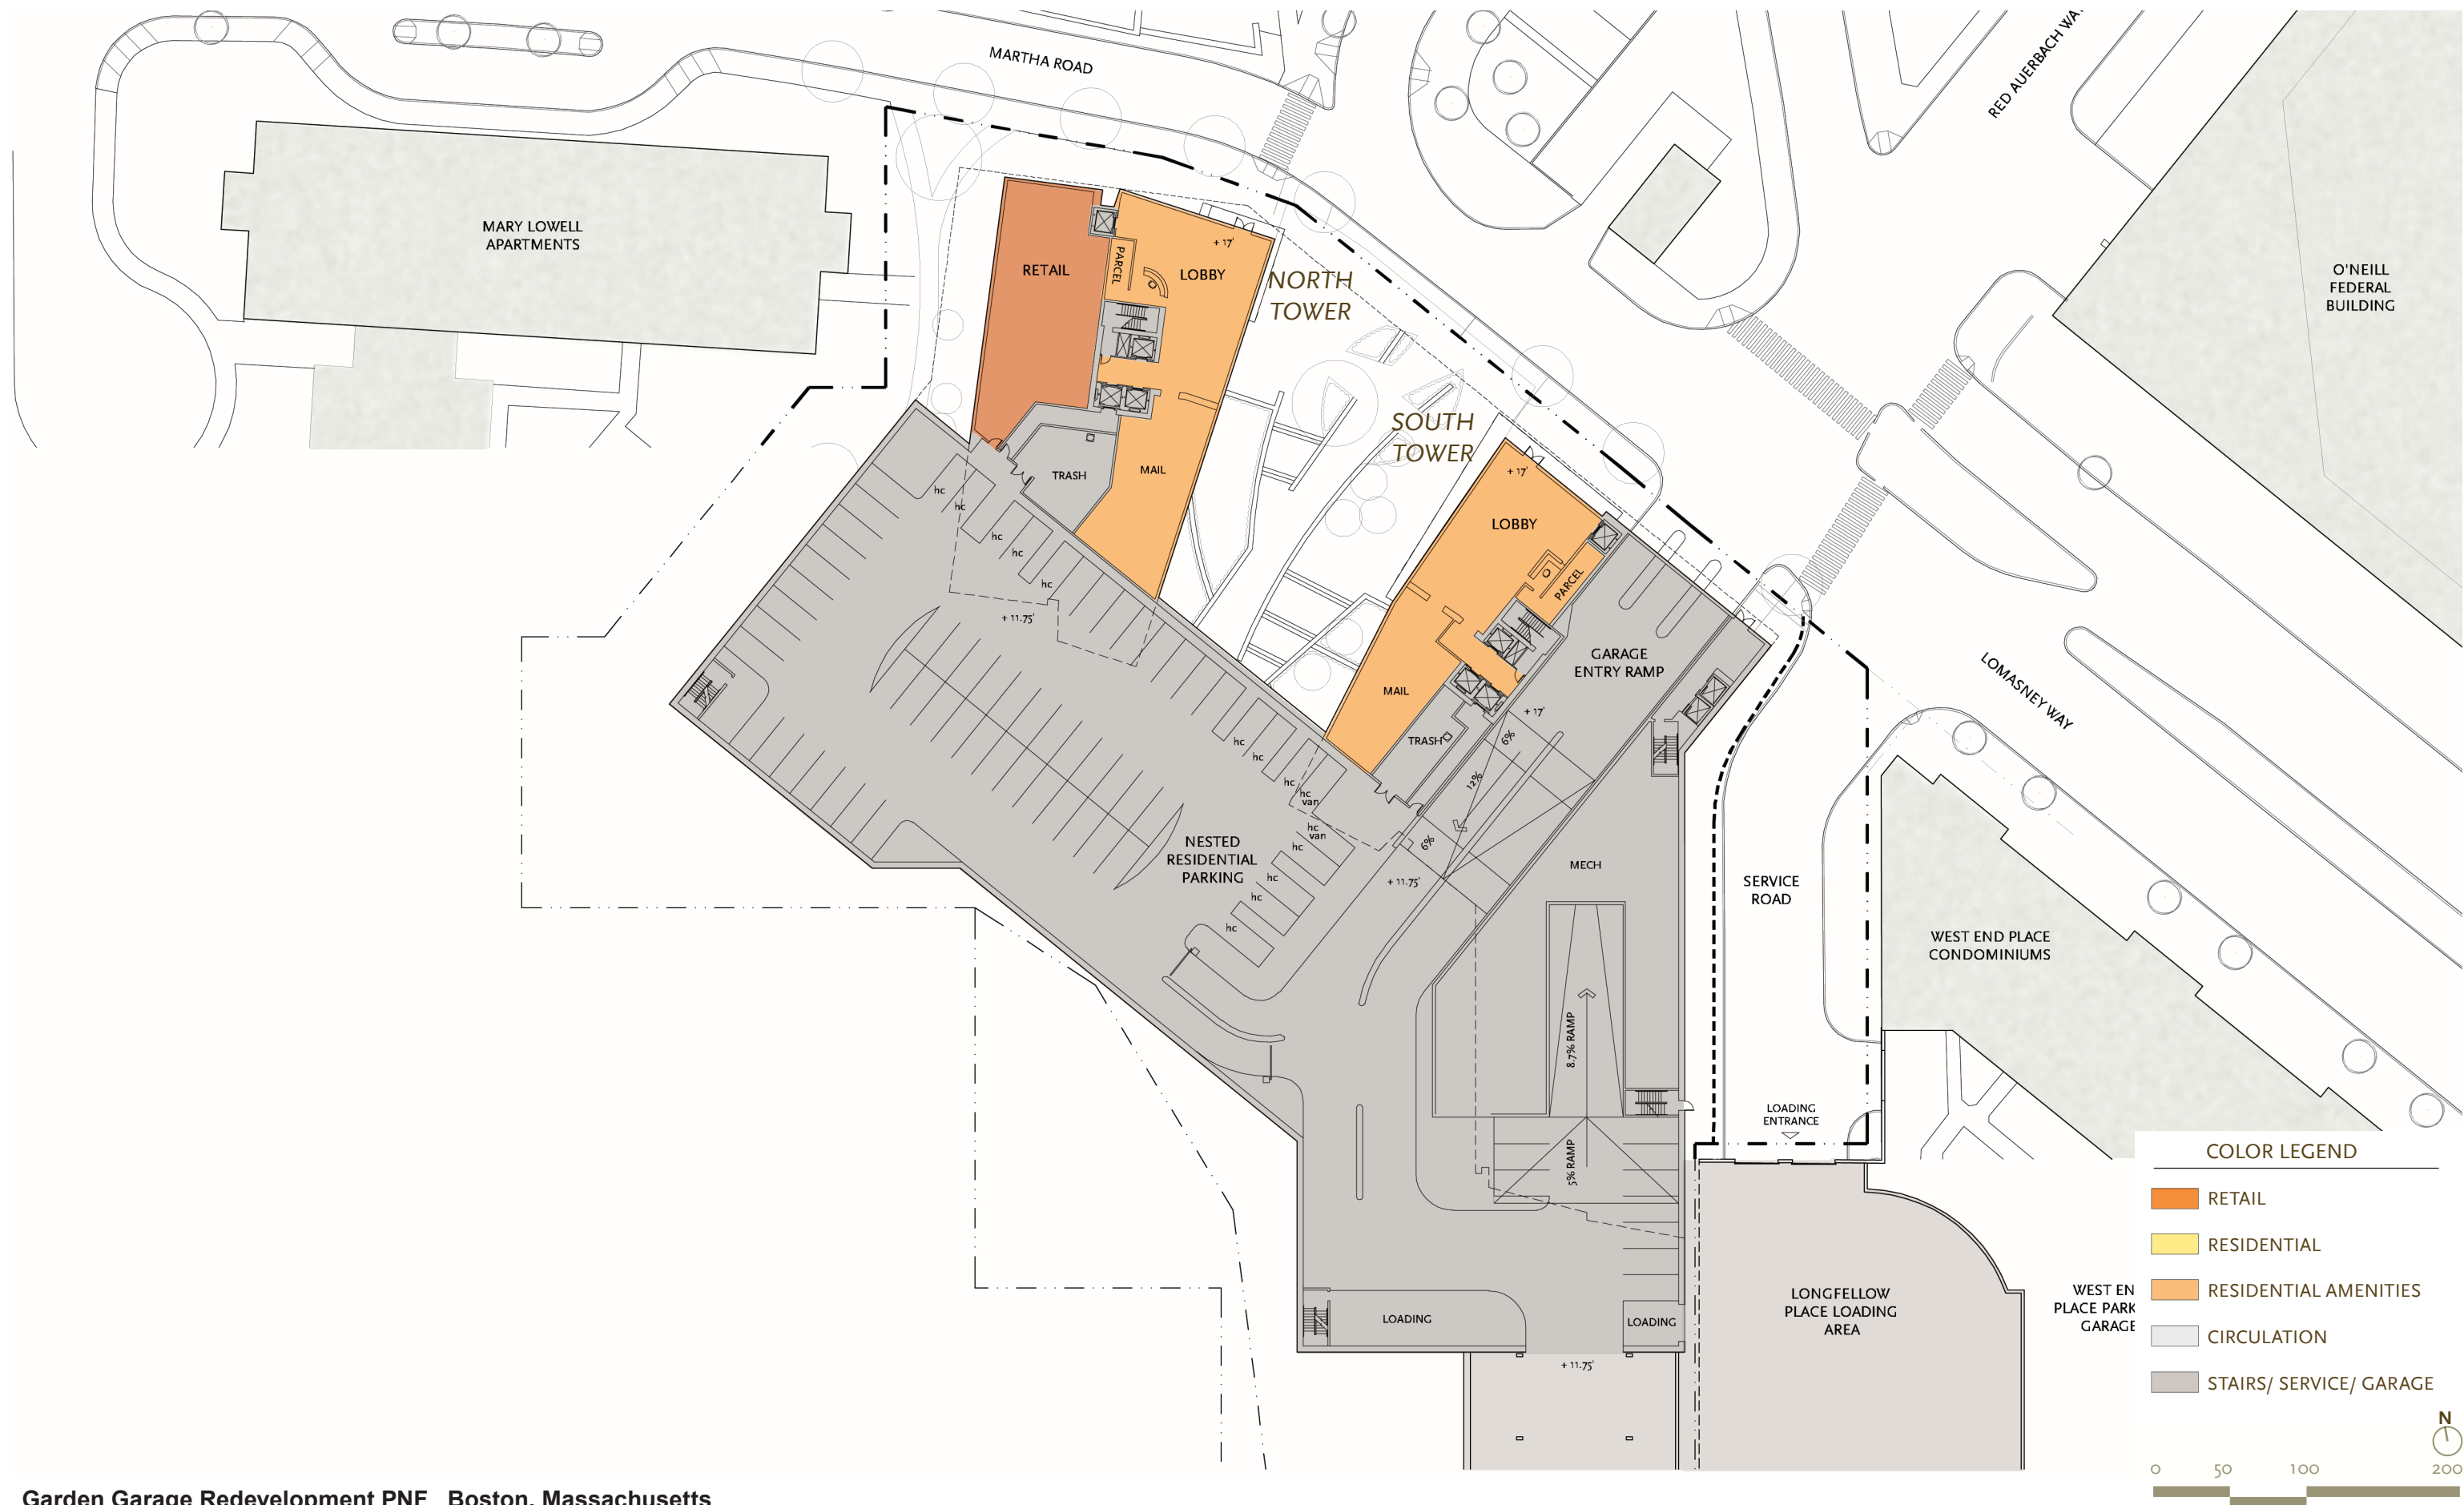 MARTHA ROAD
RED AUERBACH
MARY LOWELL
APARTMENTS
O'NEILL
FEDERAL
BUILDING
RETAIL
PARCEL
LOBBY
+ 17'
NORTH
TOWER
SOUTH
TOWER
TRASH
MAIL
+ 17'
LOBBY
PARCEL
hc
hc
hc
hc
hc
+ 11.75'
GARAGE
ENTRY RAMP
LOMASNEY WAY
MAIL
TRASH
+ 17'
6%
12%
6%
hc
hc
hc
hc
van
hc
van
hc
hc
hc
hc
NESTED
RESIDENTIAL
PARKING
+ 11.75'
MECH
SERVICE
ROAD
WEST END PLACE
CONDOMINIUMS
8.7% RAMP
5% RAMP
LOADING
ENTRANCE
LOADING
LOADING
+ 11.75'
LONGFELLOW
PLACE LOADING
AREA
WEST EN
PLACE PARK
GARAGE
COLOR LEGEND
RETAIL
RESIDENTIAL
RESIDENTIAL AMENITIES
CIRCULATION
STAIRS/ SERVICE/ GARAGE
N
0 50 100 200
Garden Garage Redevelopment PNF Boston, Massachusetts